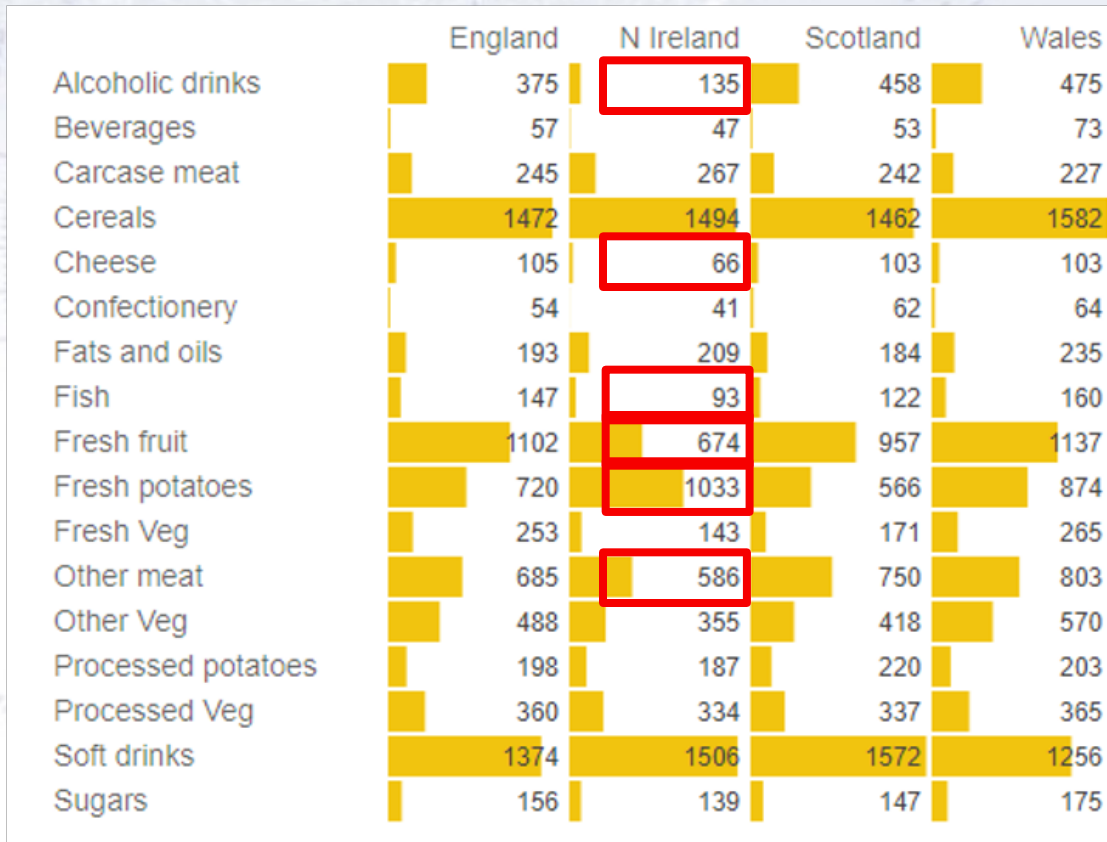 England N Ireland Scotland Wales
Alcoholic drinks 375 135 458 475
Beverages 57 47 53 73
Carcase meat 245 267 242 227
Cereals 1472 1494 1462 1582
Cheese 105 66 103 103
Confectionery 54 41 62 64
Fats and oils 193 209 184 235
Fish 147 93 122 160
Fresh fruit 1102 674 957 1137
Fresh potatoes 720 1033 566 874
Fresh Veg 253 143 171 265
Other meat 685 586 750 803
Other Veg 488 355 418 570
Processed potatoes 198 187 220 203
Processed Veg 360 334 337 365
Soft drinks 1374 1506 1572 1256
Sugars 156 139 147 175